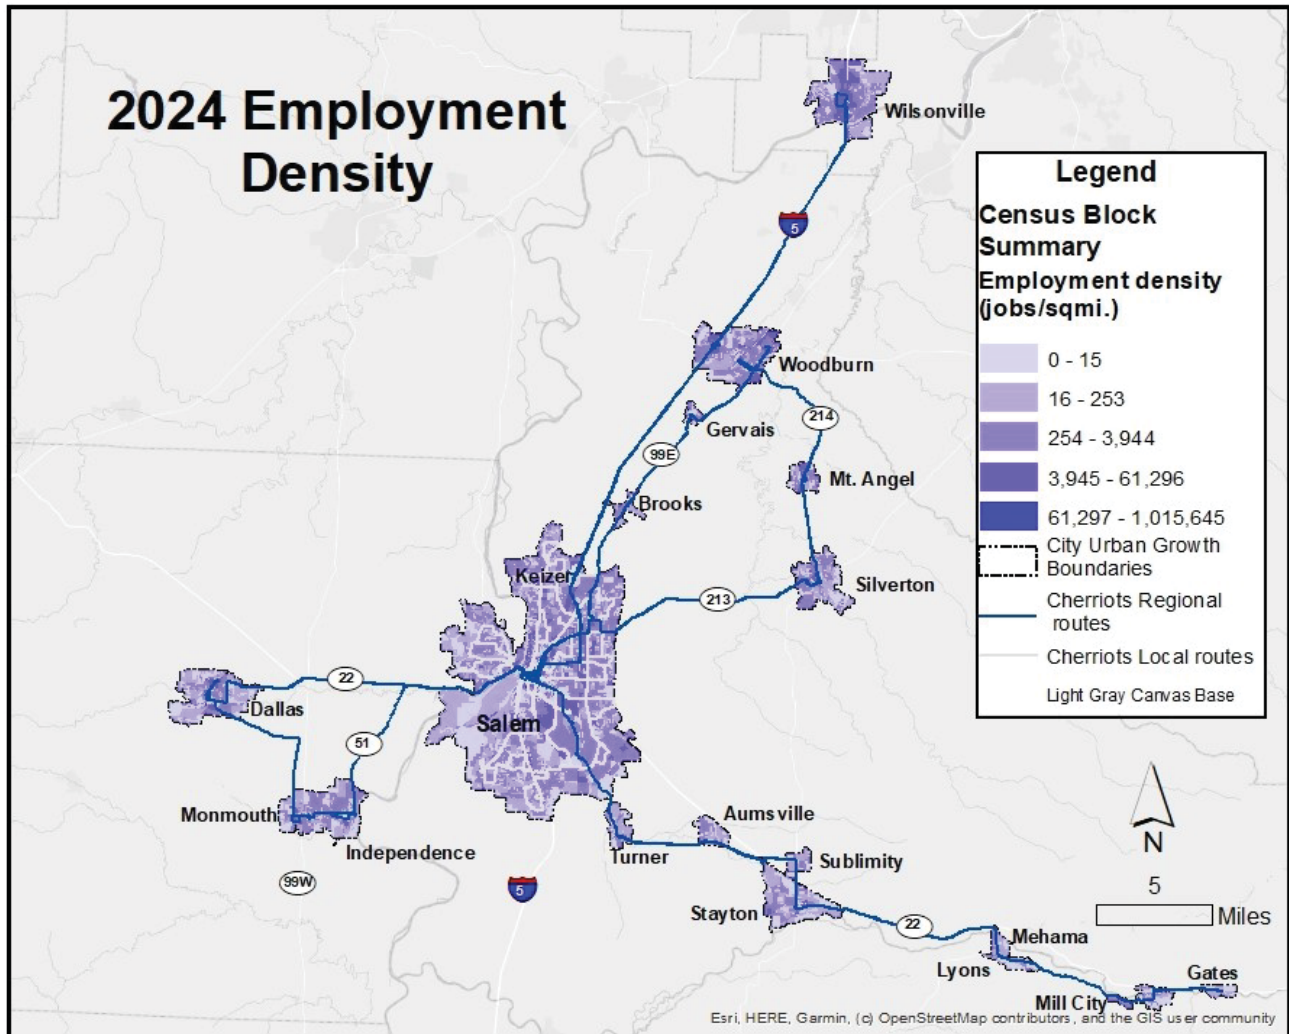 2024 Employment
Density
Wilsonville
5
Woodburn
214
Gervais
99E
Mt. Angel
Brooks
Keizer
Silverton
213
22
Dallas
Salem
51
Monmouth
Independence
Aumsville
Turner
Sublimity
99W
5
Stayton
22
Mehama
Lyons
Gates
Mill City
Legend
Census Block
Summary
Employment density
(jobs/sqmi.)
0 - 15
16 - 253
254 - 3,944
3,945 - 61,296
61,297 - 1,015,645
City Urban Growth
Boundaries
Cherriots Regional
routes
Cherriots Local routes
Light Gray Canvas Base
N
5
Miles
Esri, HERE, Garmin, (c) OpenStreetMap contributors, and the GIS user community